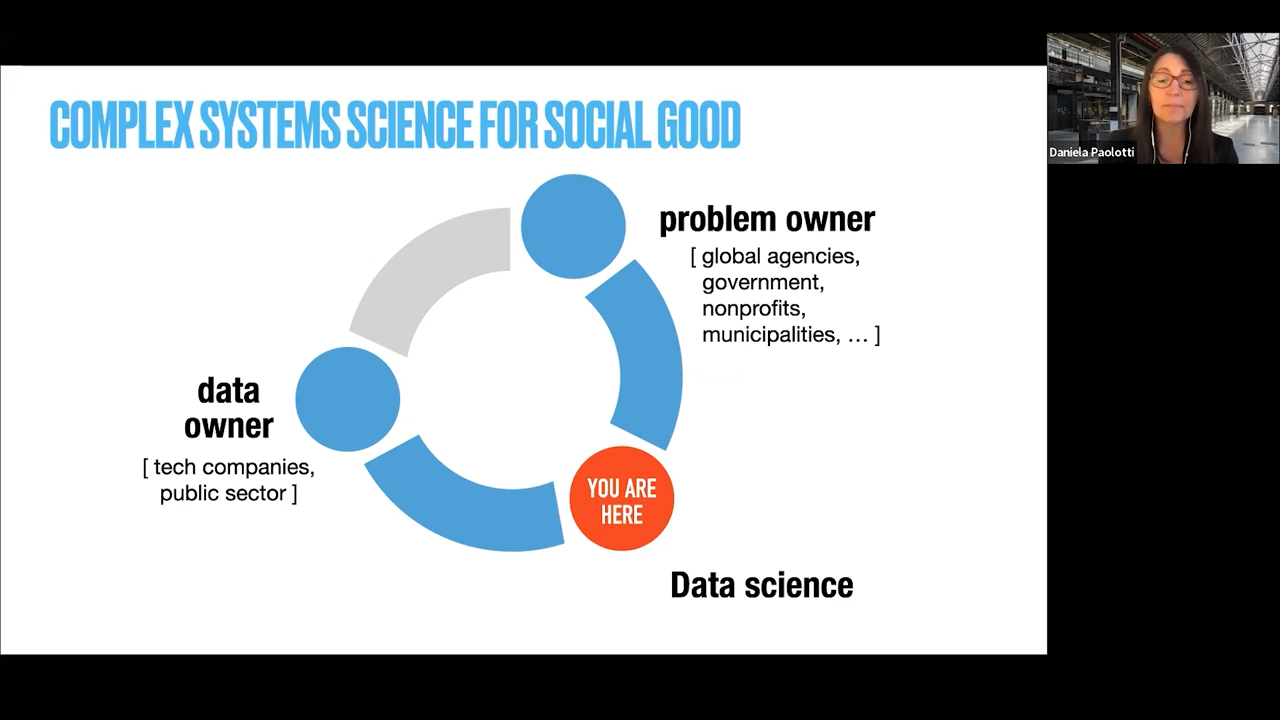 COMPLEX SYSTEMS SCIENCE FOR SOCIAL GOOD
Daniela Paolotti
problem owner
[ global agencies,
government,
nonprofits,
municipalities, … ]
data
owner
[ tech companies,
public sector ]
YOU ARE
HERE
Data science